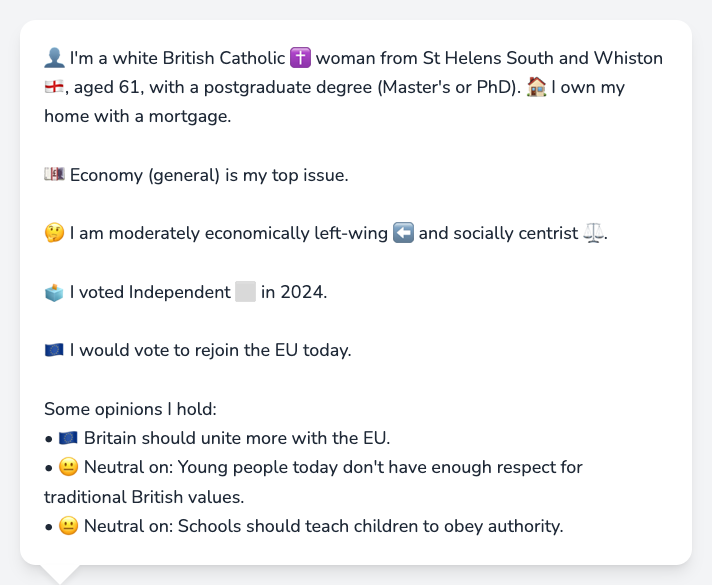 👤 I'm a white British Catholic ✝️ woman from St Helens South and Whiston
🏴󠁧󠁢󠁥󠁮󠁧󠁿, aged 61, with a postgraduate degree (Master's or PhD). 🏠 I own my
home with a mortgage.
💷 Economy (general) is my top issue.
🤔 I am moderately economically left-wing ⬅️ and socially centrist ⚖️.
🗳️ I voted Independent ⬜ in 2024.
🇪🇺 I would vote to rejoin the EU today.
Some opinions I hold:
• 🇪🇺 Britain should unite more with the EU.
• 😐 Neutral on: Young people today don't have enough respect for
traditional British values.
• 😐 Neutral on: Schools should teach children to obey authority.